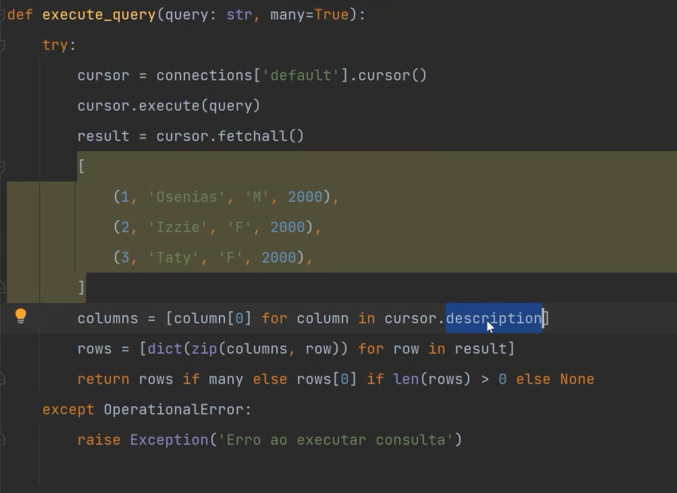 def execute_query(query: str, many=True):
try:
cursor = connections['default'].cursor()
cursor.execute(query)
result = cursor.fetchall()
[
(1, 'Osenias', 'M', 2000),
(2, 'Izzie', 'F', 2000),
(3, 'Taty', 'F', 2000),
]
columns = [column[0] for column in cursor.description]
rows = [dict(zip(columns, row)) for row in result]
return rows if many else rows[0] if len(rows) > 0 else None
except OperationalError:
raise Exception('Erro ao executar consulta')